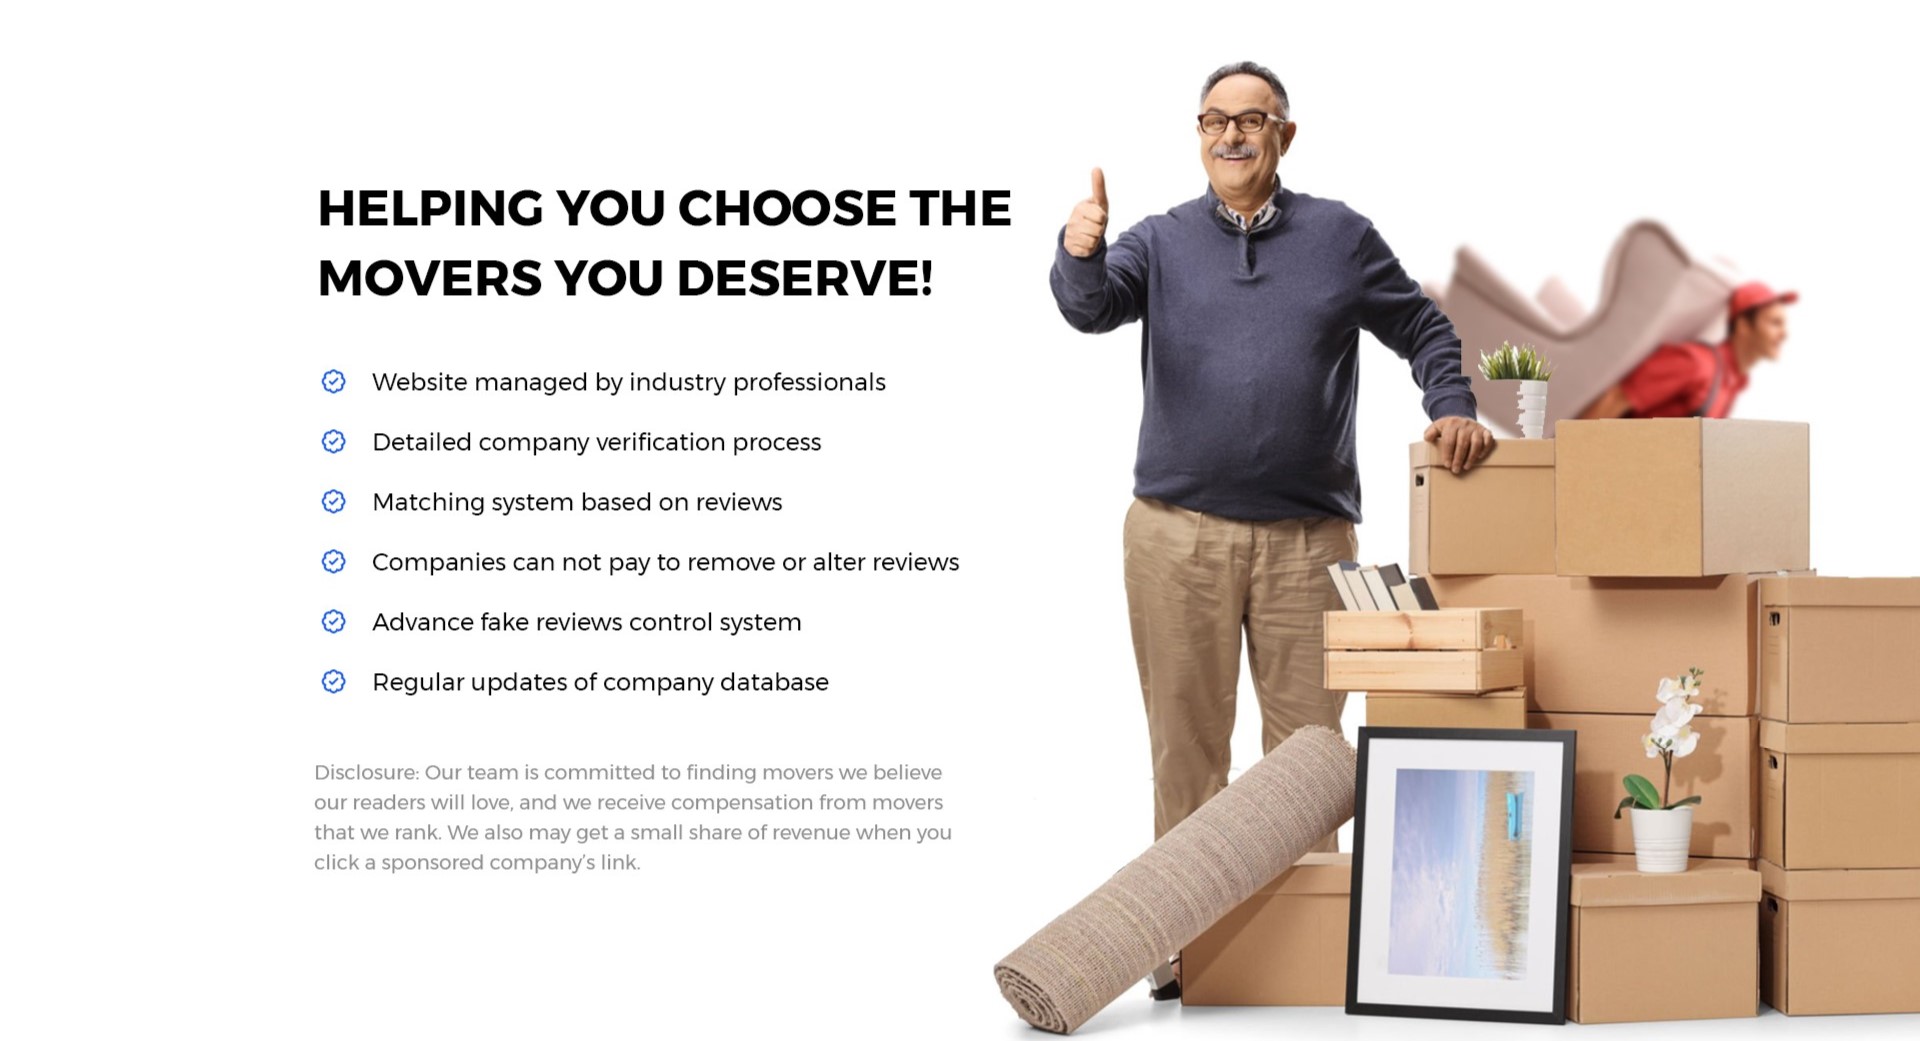 HELPING YOU CHOOSE THE
MOVERS YOU DESERVE!
Website managed by industry professionals
Detailed company verification process
Matching system based on reviews
Companies can not pay to remove or alter reviews
Advance fake reviews control system
Regular updates of company database
Disclosure: Our team is committed to finding movers we believe
our readers will love, and we receive compensation from movers
that we rank. We also may get a small share of revenue when you
click a sponsored company's link.